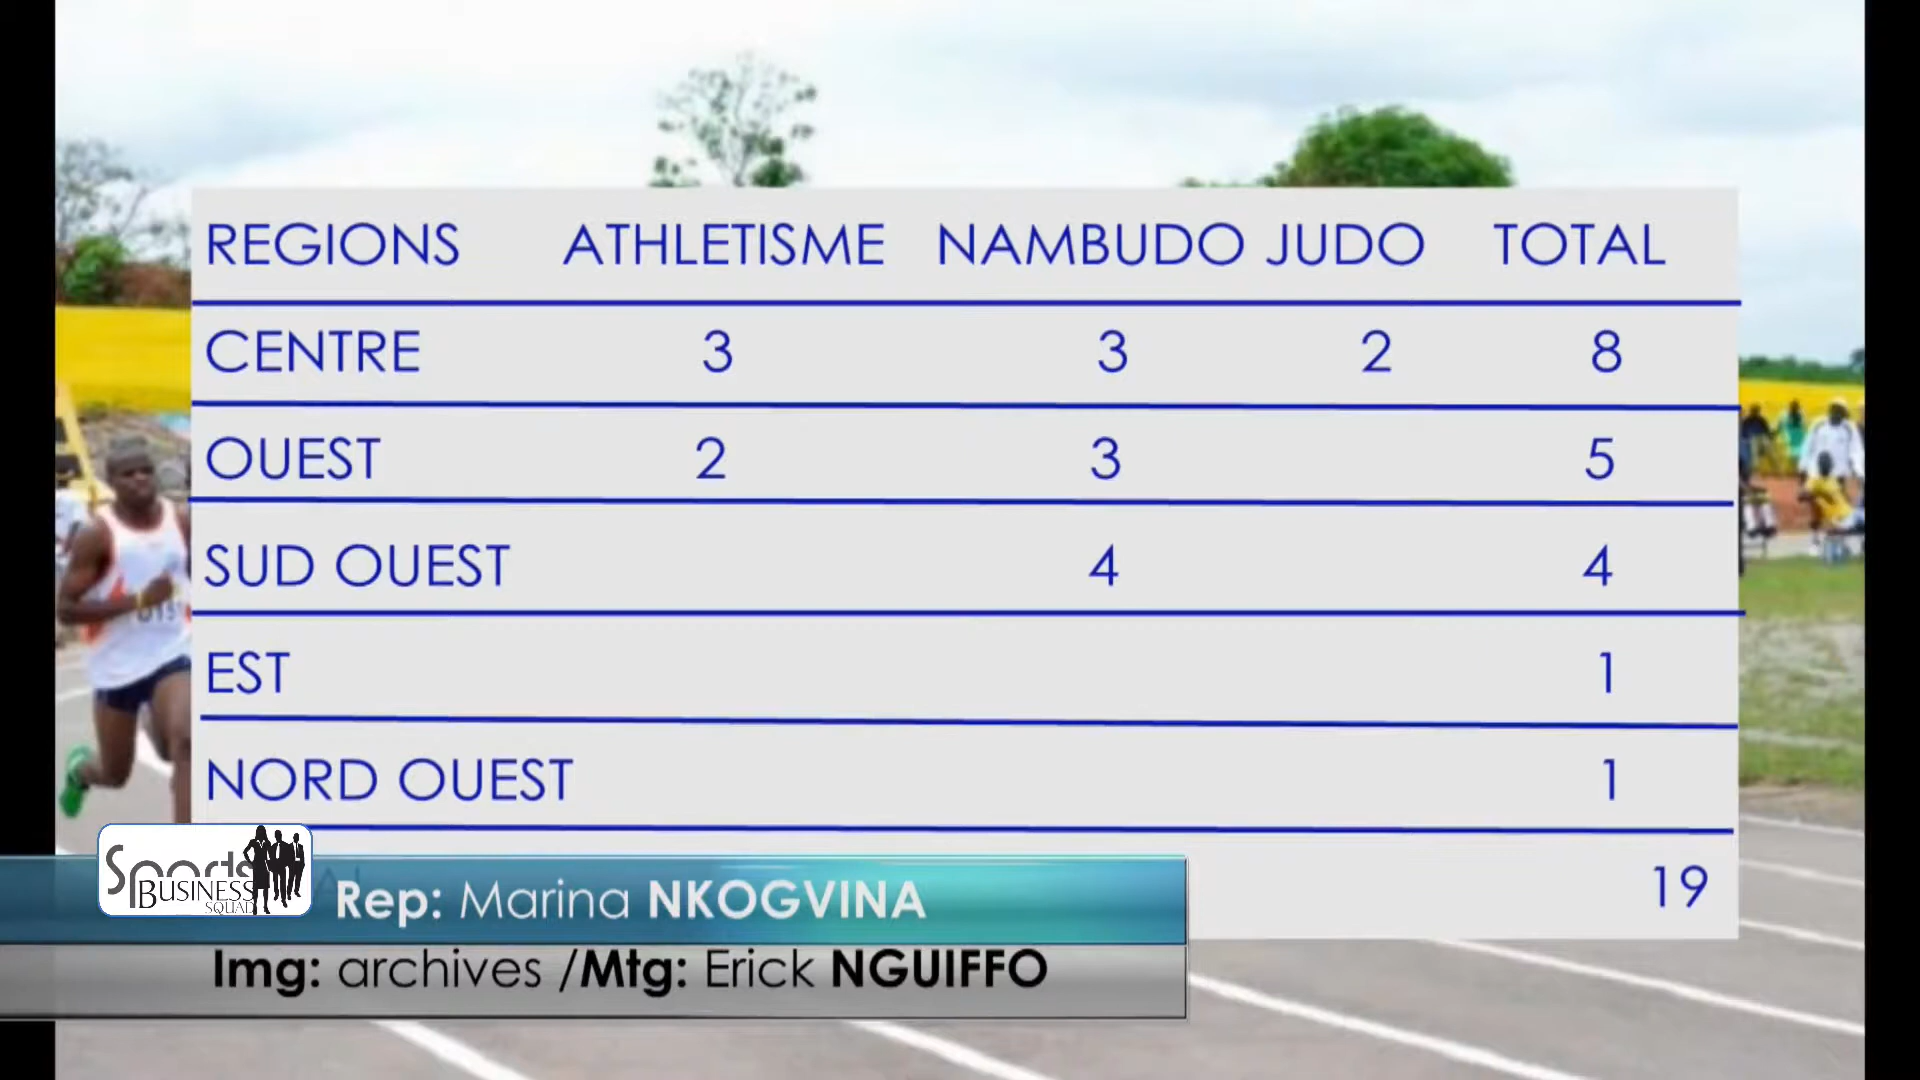 REGIONS ATHLETISME NAMBUDO JUDO TOTAL
CENTRE 3 3 2 8
OUEST 2 3 5
SUD OUEST 4 4
EST 1
NORD OUEST 1
19
Sports
BUSINESS
SQUAD
Rep: Marina NKOGVINA
Img: archives /Mtg: Erick NGUIFFO